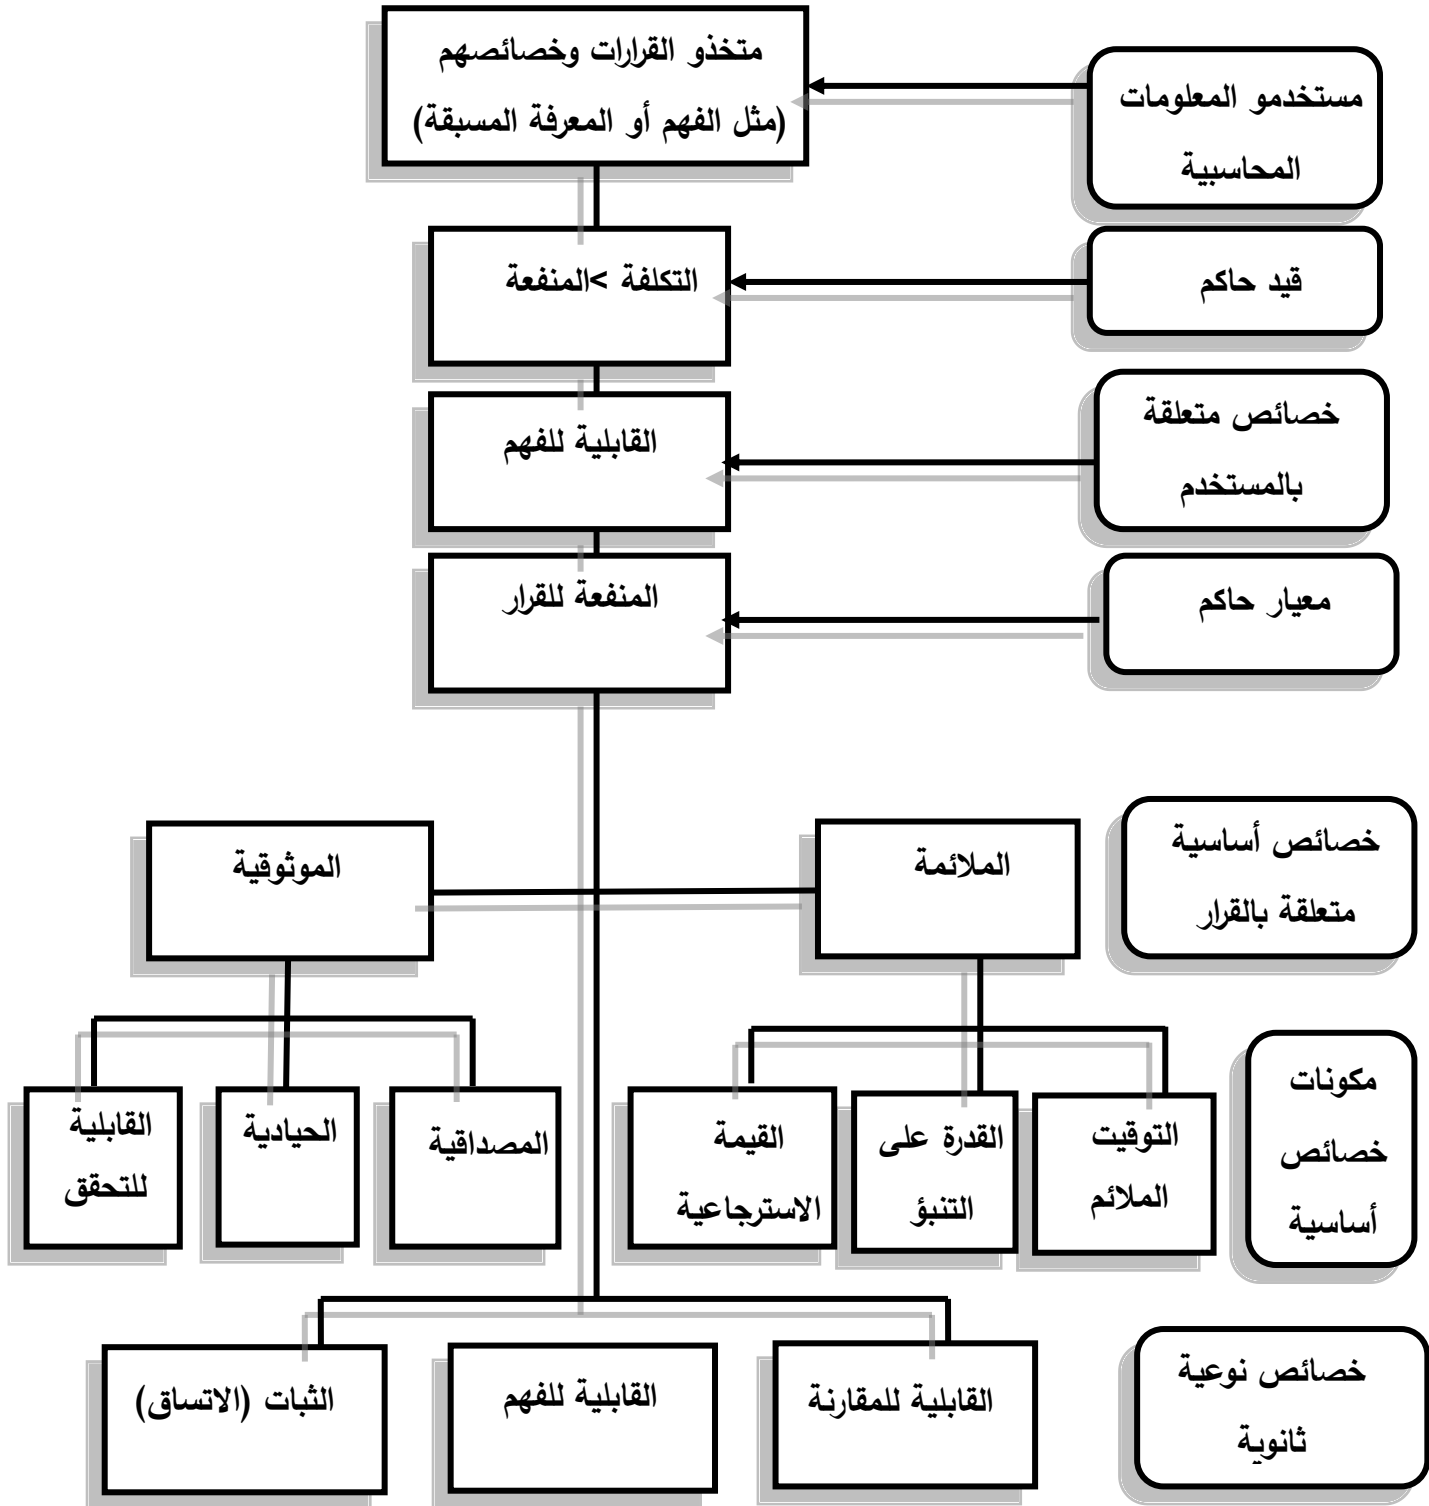 متخذو القرارات وخصائصهم
(مثل الفهم أو المعرفة المسبقة)
مستخدمو المعلومات
المحاسبية
التكلفة >المنفعة
قيد حاكم
القابلية للفهم
خصائص متعلقة
بالمستخدم
المنفعة للقرار
معيار حاكم
خصائص أساسية
متعلقة بالقرار
الملائمة
الموثوقية
مكونات
خصائص
أساسية
التوقيت
الملائم
القدرة على
التنبؤ
القيمة
الاسترجاعية
المصداقية
الحيادية
القابلية
للتحقق
خصائص نوعية
ثانوية
القابلية للمقارنة
القابلية للفهم
الثبات (الاتساق)